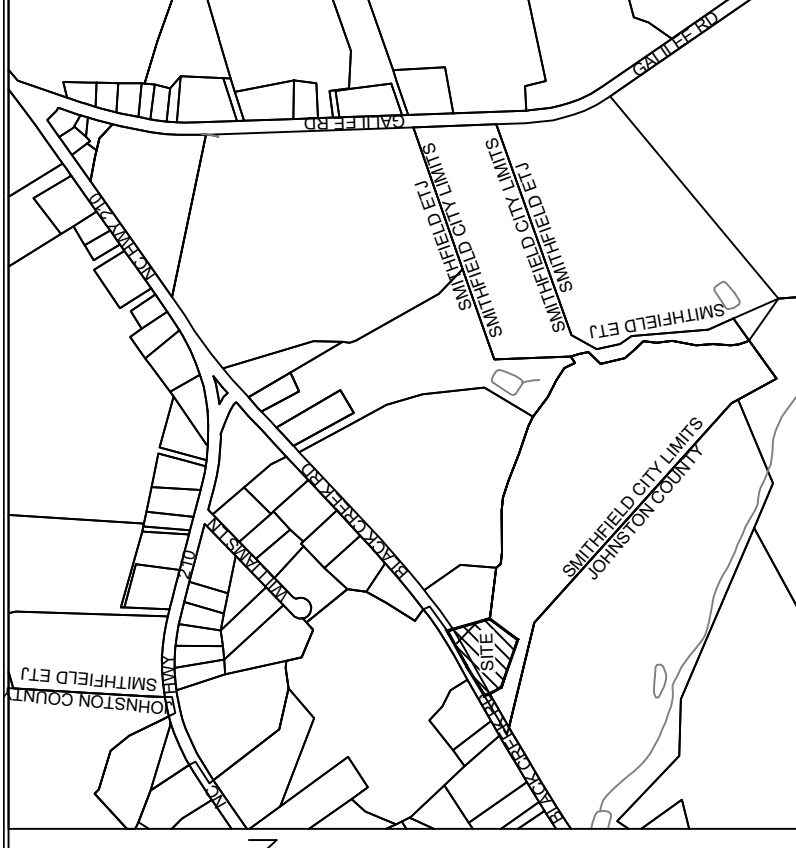 GALILEE RD
GALILEE RD
SMITHFIELD ETJ
SMITHFIELD CITY LIMITS
SMITHFIELD CITY LIMITS
SMITHFIELD ETJ
NC HWY 210
SMITHFIELD ETJ
SMITHFIELD CITY LIMITS
JOHNSTON COUNTY
BLACK CREEK RD
WILLIAMS LN
210
HWY
NC
SITE
SMITHFIELD ETJ
JOHNSTON COUNTY
BLACK CREEK RD
BLACK